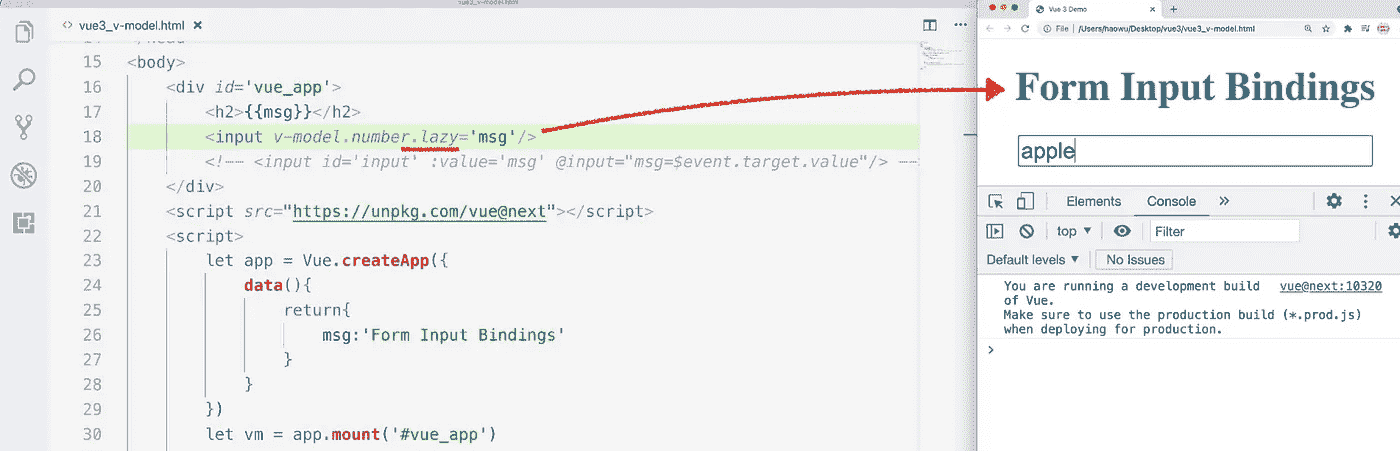 vue3_v-model.html
vue3_v-model.html
15 <body>
16 <div id='vue_app'>
17 <h2>{{msg}}</h2>
18 <input v-model.number.lazy='msg'/>
19 <!-- <input id='input' :value='msg' @input="msg=$event.target.value"/> --
20 </div>
21 <script src="https://unpkg.com/vue@next"></script>
22 <script>
23 let app = Vue.createApp({
24 data(){
25 return{
26 msg:'Form Input Bindings'
27 }
28 }
29 })
30 let vm = app.mount('#vue_app')
Vue 3 Demo
File | /Users/haowu/Desktop/vue3/vue3_v-model.html
Form Input Bindings
apple
Elements Console »
top Filter
Default levels No Issues
You are running a development build vue@next:10320
of Vue.
Make sure to use the production build (*.prod.js)
when deploying for production.